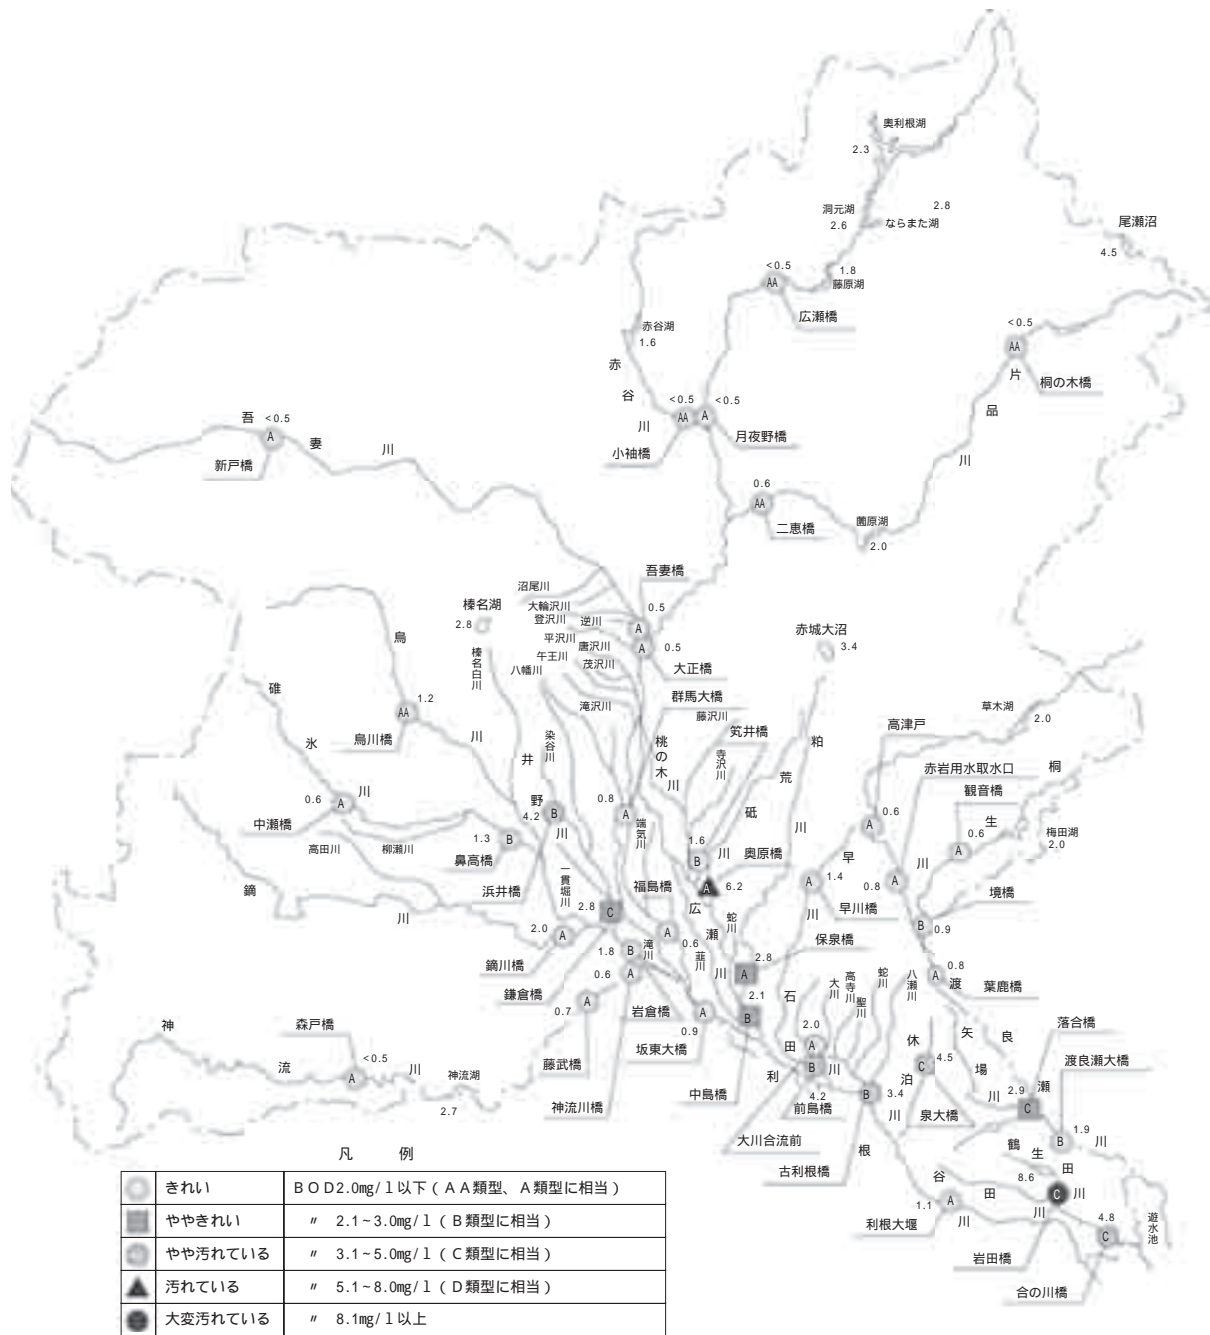 奥利根湖
2.3
洞元湖
2.6
ならまた湖
2.8
尾瀬沼
4.5
<0.5
AA
広瀬橋
1.8
藤原湖
<0.5
AA
桐の木橋
片
品
川
赤谷湖
1.6
赤
谷
川
<0.5
AA
小袖橋
<0.5
A
月夜野橋
吾
妻
川
<0.5
A
新戸橋
0.6
AA
二恵橋
薗原湖
2.0
吾妻橋
0.5
A
A
0.5
大正橋
沼尾川
大輪沢川
登沢川
逆川
平沢川
唐沢川
午王川
茂沢川
八幡川
滝沢川
榛名湖
2.8
榛名白川
赤城大沼
3.4
烏
川
1.2
AA
烏川橋
碓
氷
川
0.6
A
中瀬橋
高田川
柳瀬川
1.3
B
鼻高橋
井
野
川
染谷川
4.2
B
浜井橋
一貫堀川
群馬大橋
0.8
A
端気川
桃の木
川
藤沢川
寺沢川
筑井橋
1.6
B
荒
砥
川
奥原橋
A
6.2
粕
川
高津戸
草木湖
2.0
0.6
A
赤岩用水取水口
観音橋
0.6
A
桐
生
川
梅田湖
2.0
0.8
A
境橋
B
0.9
早
川
1.4
A
早川橋
0.8
A
葉鹿橋
渡
良
瀬
川
鏑
川
2.0
A
鏑川橋
2.8
C
鎌倉橋
1.8
B
滝川
岩倉橋
0.6
A
神流川橋
0.7
A
藤武橋
福島橋
A
0.6
韮川
広
瀬
川
0.9
A
坂東大橋
蛇川
2.8
A
保泉橋
2.1
B
中島橋
神
流
川
森戸橋
<0.5
A
神流湖
2.7
石
田
川
大川
高寺川
聖川
蛇川
八瀬川
2.0
A
大川合流前
B
4.2
前島橋
B
3.4
古利根橋
休
泊
川
4.5
C
泉大橋
矢
場
川
2.9
C
落合橋
渡良瀬大橋
1.9
B
利
根
川
1.1
A
利根大堰
谷
田
川
鶴
生
田
川
8.6
C
岩田橋
4.8
C
合の川橋
遊水池
凡 例
きれい BOD2.0mg/l以下(AA類型、A類型に相当)
ややきれい 〃 2.1~3.0mg/l(B類型に相当)
やや汚れている 〃 3.1~5.0mg/l(C類型に相当)
汚れている 〃 5.1~8.0mg/l(D類型に相当)
大変汚れている 〃 8.1mg/l以上